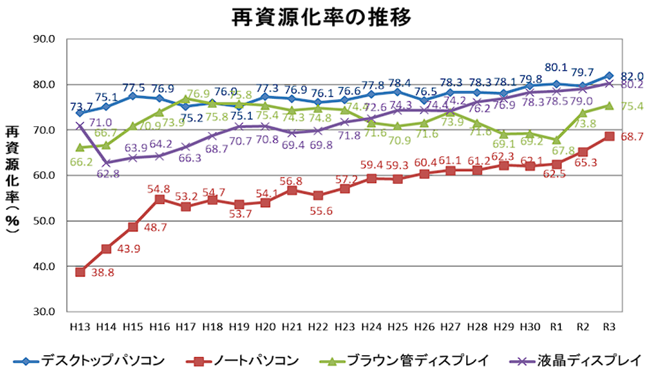 再資源化率の推移
再資源化率(%)
90.0
80.0
70.0
60.0
50.0
40.0
30.0
73.7 75.1 77.5 76.9 75.2 76.0 75.1 77.3 76.9 76.1 76.6 77.8 78.4 76.5 78.3 78.3 78.1 79.8 80.1 79.7 82.0
66.2 66.7 70.9 73.9 76.9 75.8 75.8 75.4 74.3 74.8 74.4 71.6 70.9 71.6 73.9 69.1 69.2 67.8 73.8 75.4
71.0 62.8 63.9 64.2 66.3 68.7 70.7 70.8 69.4 69.8 71.8 72.6 74.3 74.4 74.2 76.2 76.9 78.3 78.5 79.0 80.2
38.8 43.9 48.7 54.8 53.2 54.7 53.7 54.1 56.8 55.6 57.2 59.4 59.3 60.4 61.1 61.2 62.3 62.1 62.5 65.3 68.7
H13 H14 H15 H16 H17 H18 H19 H20 H21 H22 H23 H24 H25 H26 H27 H28 H29 H30 R1 R2 R3
デスクトップパソコン ノートパソコン ブラウン管ディスプレイ 液晶ディスプレイ